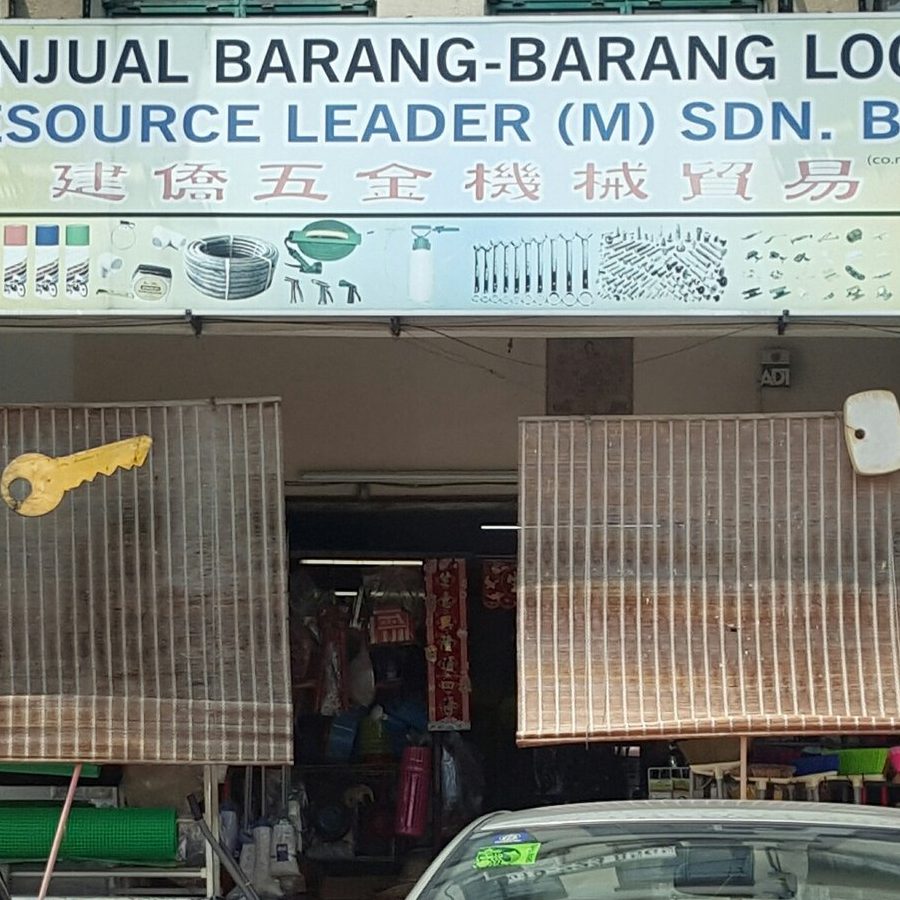 NJUAL BARANG-BARANG LOG
ESOURCE LEADER (M) SDN. B
(co.r
建僑五金機械貿易
ADT